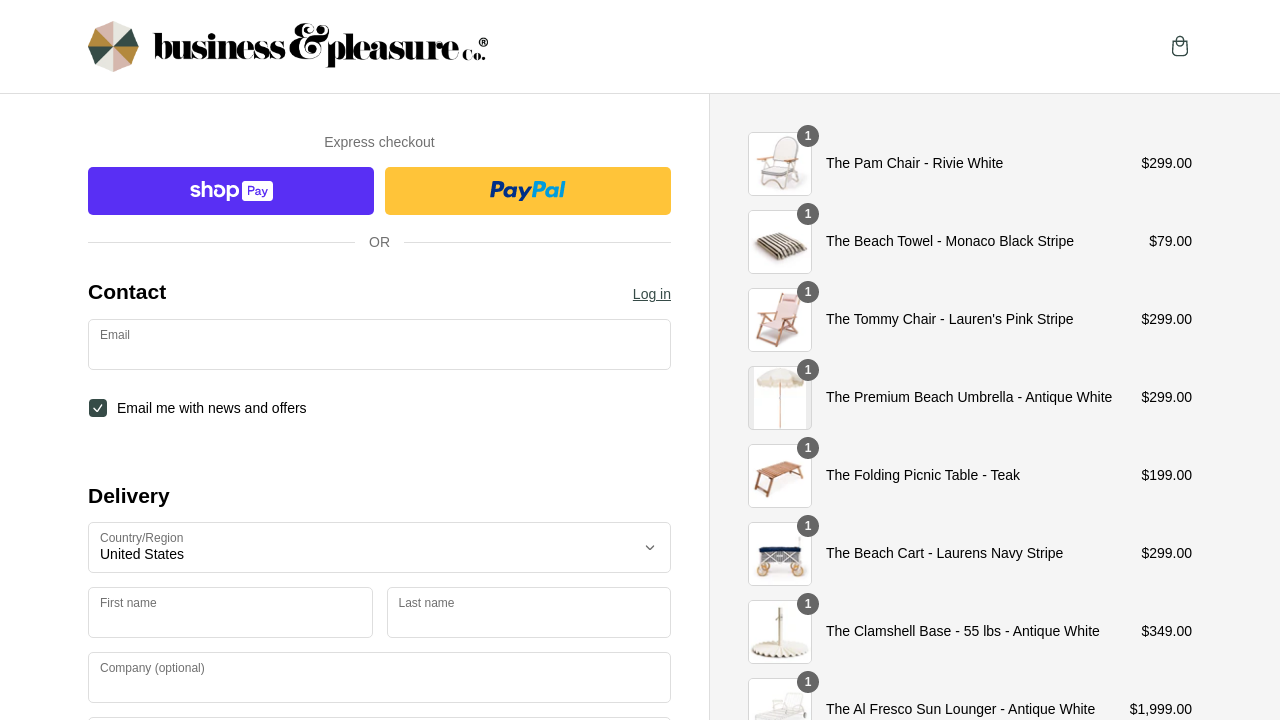 business & pleasure co.®
Express checkout
shop Pay
PayPal
OR
Contact
Log in
Email
Email me with news and offers
Delivery
Country/Region
United States
First name
Last name
Company (optional)
1
The Pam Chair - Rivie White
$299.00
1
The Beach Towel - Monaco Black Stripe
$79.00
1
The Tommy Chair - Lauren's Pink Stripe
$299.00
1
The Premium Beach Umbrella - Antique White
$299.00
1
The Folding Picnic Table - Teak
$199.00
1
The Beach Cart - Laurens Navy Stripe
$299.00
1
The Clamshell Base - 55 lbs - Antique White
$349.00
1
The Al Fresco Sun Lounger - Antique White
$1,999.00